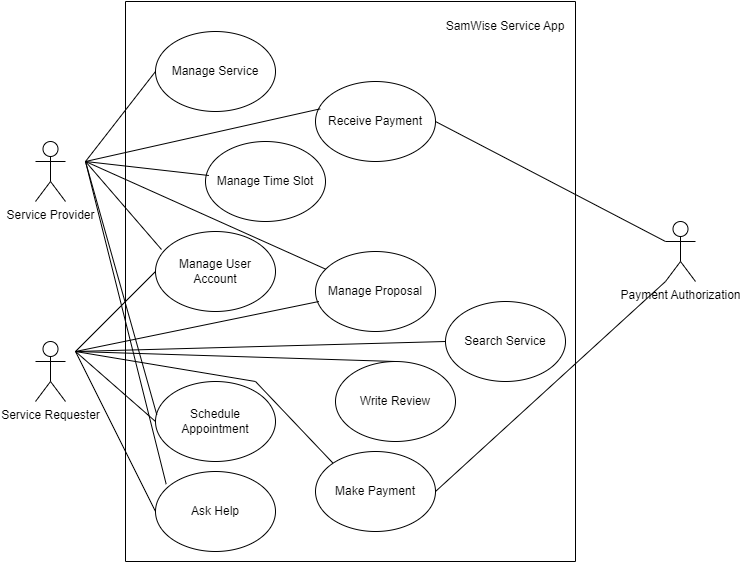 SamWise Service App
Manage Service
Receive Payment
Manage Time Slot
Service Provider
Manage User
Account
Manage Proposal
Payment Authorization
Search Service
Write Review
Service Requester
Schedule
Appointment
Make Payment
Ask Help